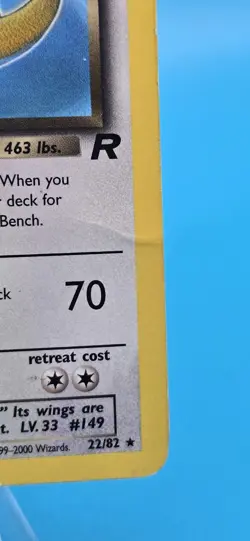 463 lbs. R
When you
deck for
Bench.
ck 70
retreat cost
" Its wings are
t. LV. 33 #149
99-2000 Wizards. 22/82 ★